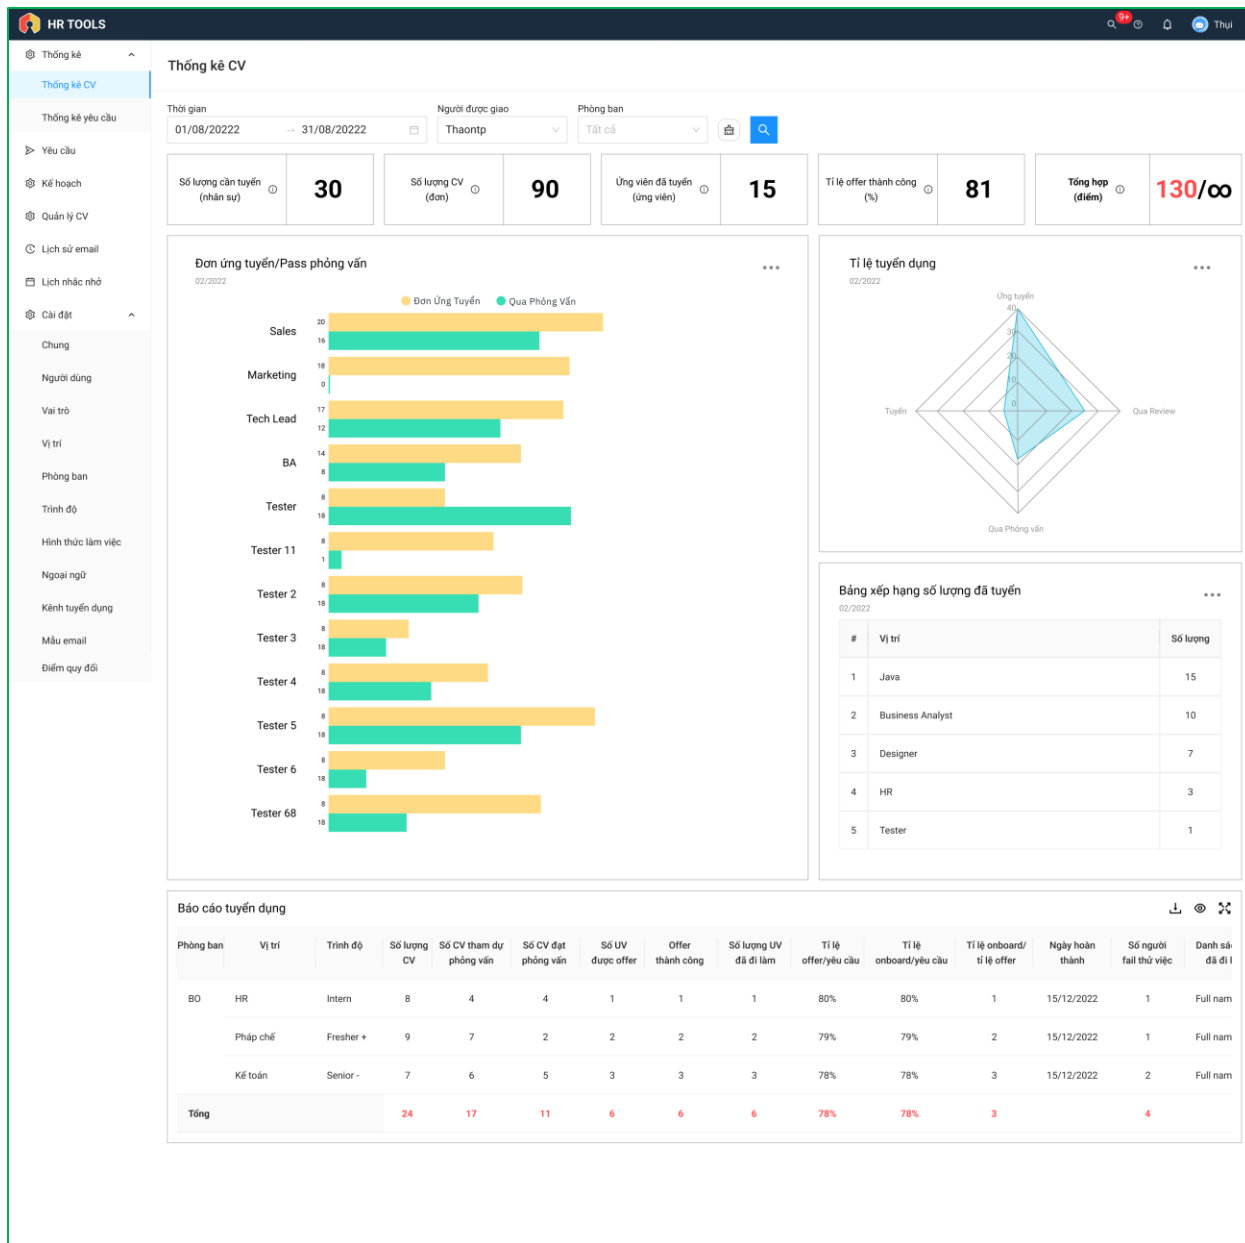 HR TOOLS
9+
Thụi
Thống kê
Thống kê CV
Thống kê yêu cầu
Yêu cầu
Kế hoạch
Quản lý CV
Lịch sử email
Lịch nhắc nhở
Cài đặt
Chung
Người dùng
Vai trò
Vị trí
Phòng ban
Trình độ
Hình thức làm việc
Ngoại ngữ
Kênh tuyển dụng
Mẫu email
Điểm quy đổi
Thống kê CV
Thời gian
Người được giao
Phòng ban
01/08/20222
31/08/20222
Thaontp
Tất cả
Số lượng cần tuyển
(nhân sự)
30
Số lượng CV
(đơn)
90
Ứng viên đã tuyển
(ứng viên)
15
Tỉ lệ offer thành công
(%)
81
Tổng hợp
(điểm)
130/∞
Đơn ứng tuyển/Pass phỏng vấn
02/2022
Đơn Ứng Tuyển
Qua Phỏng Vấn
Sales 20 16
Marketing 18 0
Tech Lead 17 12
BA 14 8
Tester 8 18
Tester 11 8 1
Tester 2 8 18
Tester 3 8 18
Tester 4 8 18
Tester 5 8 18
Tester 6 8 18
Tester 68 8 18
Tỉ lệ tuyển dụng
02/2022
Ứng tuyển
40
30
20
10
0
Tuyển
Qua Review
Qua Phỏng vấn
Bảng xếp hạng số lượng đã tuyển
02/2022
# Vị trí Số lượng
1 Java 15
2 Business Analyst 10
3 Designer 7
4 HR 3
5 Tester 1
Báo cáo tuyển dụng
Phòng ban Vị trí Trình độ Số lượng CV Số CV tham dự phỏng vấn Số CV đạt phỏng vấn Số UV được offer Offer thành công Số lượng UV đã đi làm Tỉ lệ offer/yêu cầu Tỉ lệ onboard/yêu cầu Tỉ lệ onboard/ tỉ lệ offer Ngày hoàn thành Số người fail thử việc Danh sá đã đi l
BO HR Intern 8 4 4 1 1 1 80% 80% 1 15/12/2022 1 Full nam
Pháp chế Fresher + 9 7 2 2 2 2 79% 79% 2 15/12/2022 1 Full nam
Kế toán Senior - 7 6 5 3 3 3 78% 78% 3 15/12/2022 2 Full nam
Tổng 24 17 11 6 6 6 78% 78% 3 4